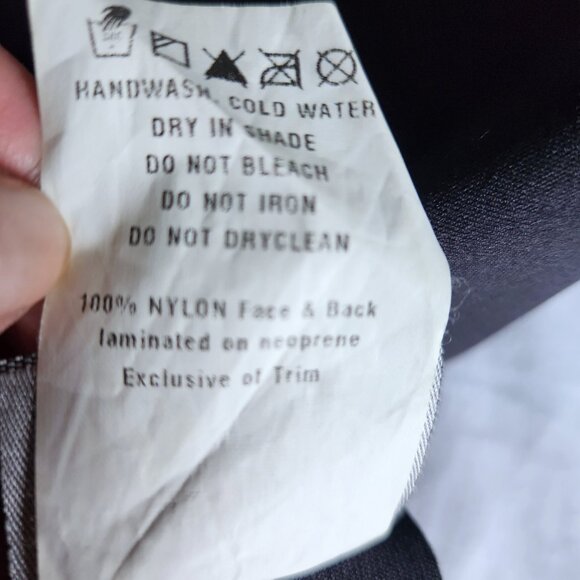 HANDWASH, COLD WATER
DRY IN SHADE
DO NOT BLEACH
DO NOT IRON
DO NOT DRYCLEAN
100% NYLON Face & Back
laminated on neoprene
Exclusive of Trim